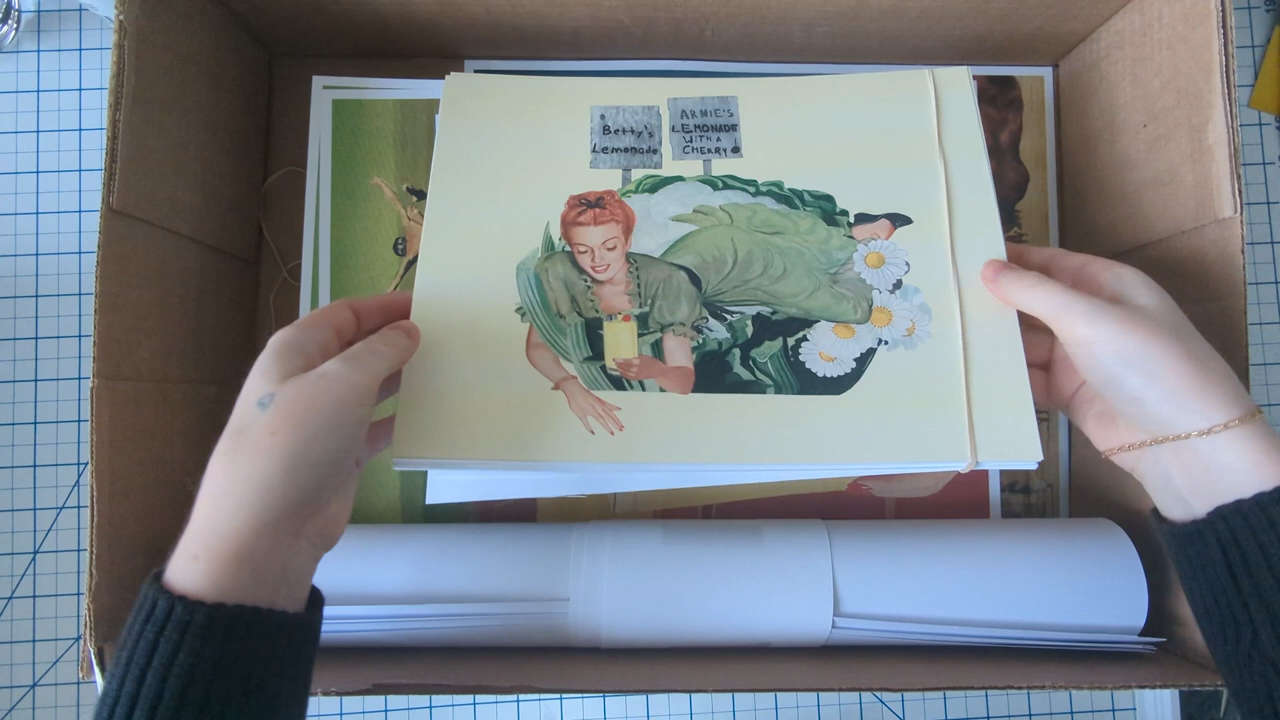 Betty's
Lemonade
ARNIE'S
LEMONADE
WITH A
CHERRY